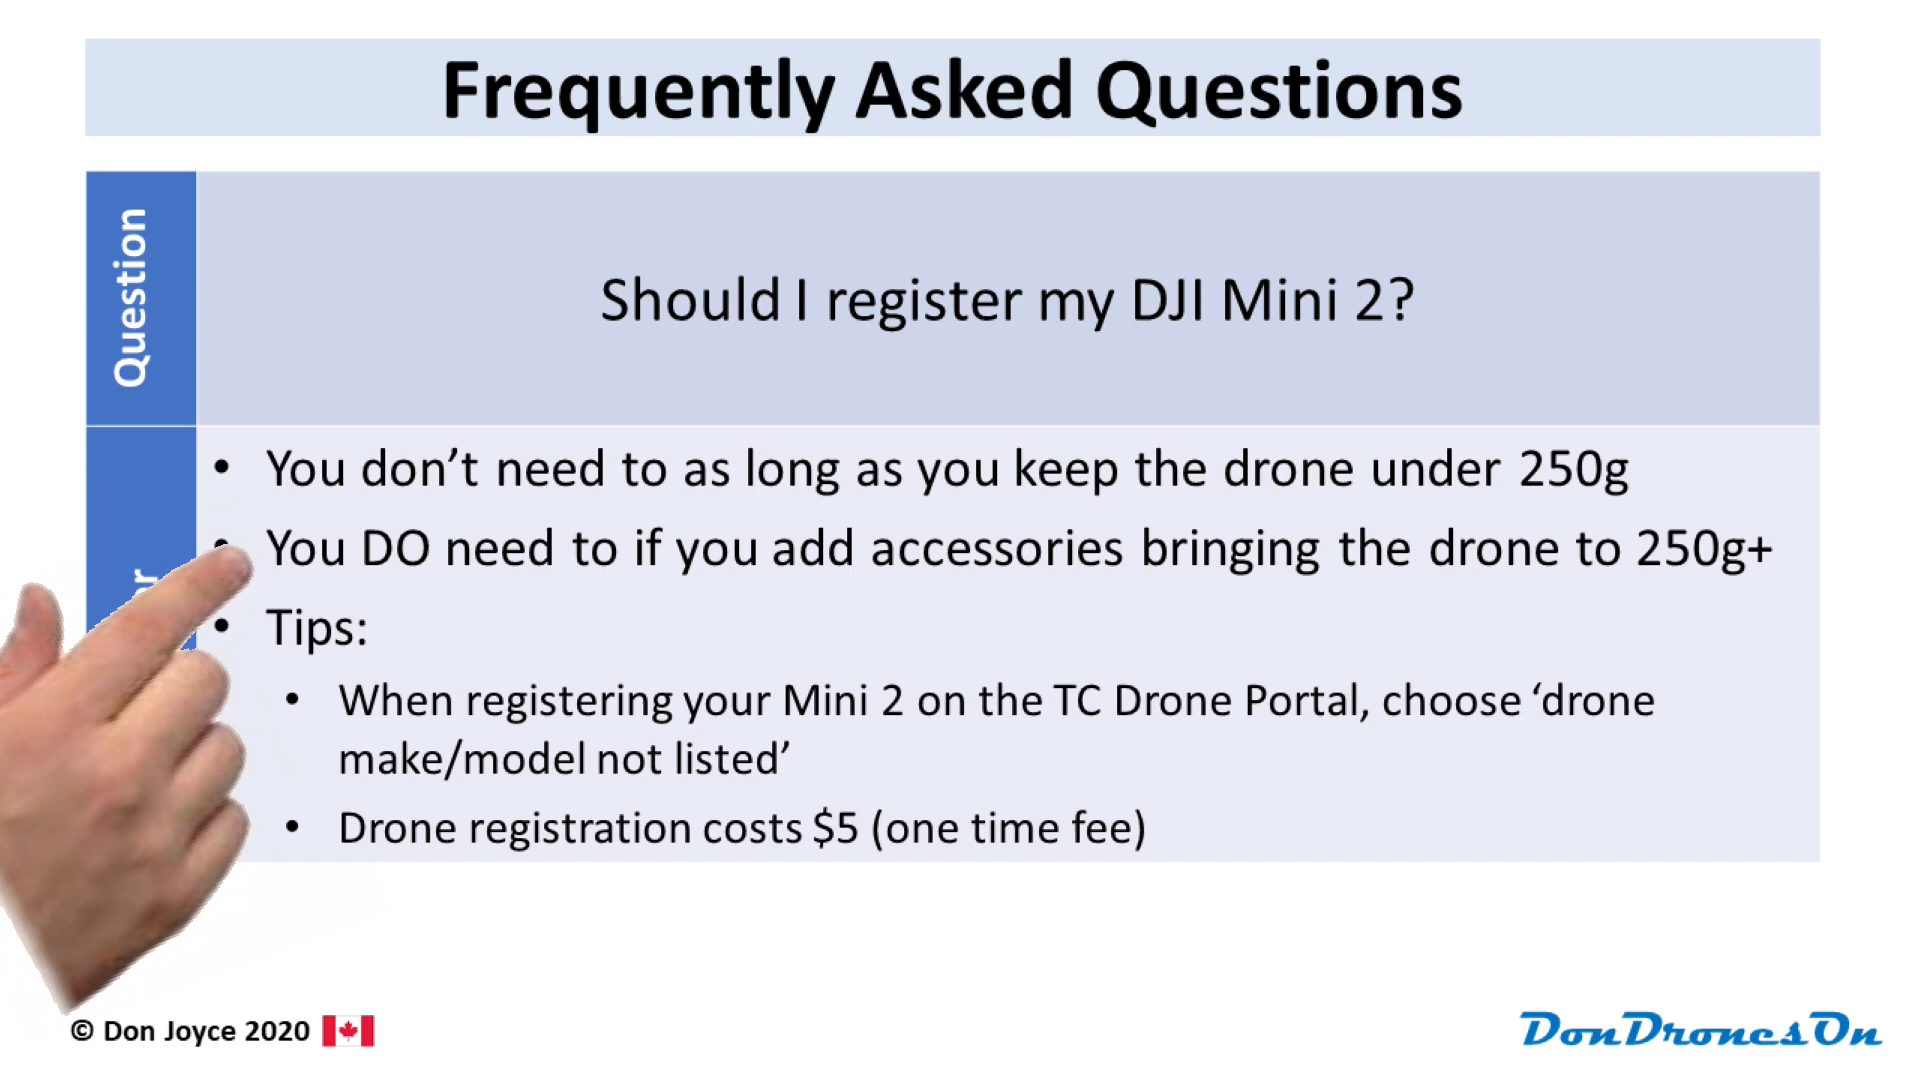 Frequently Asked Questions
Question
Should I register my DJI Mini 2?
• You don’t need to as long as you keep the drone under 250g
• You DO need to if you add accessories bringing the drone to 250g+
• Tips:
• When registering your Mini 2 on the TC Drone Portal, choose ‘drone
make/model not listed’
• Drone registration costs $5 (one time fee)
© Don Joyce 2020
DonDronesOn